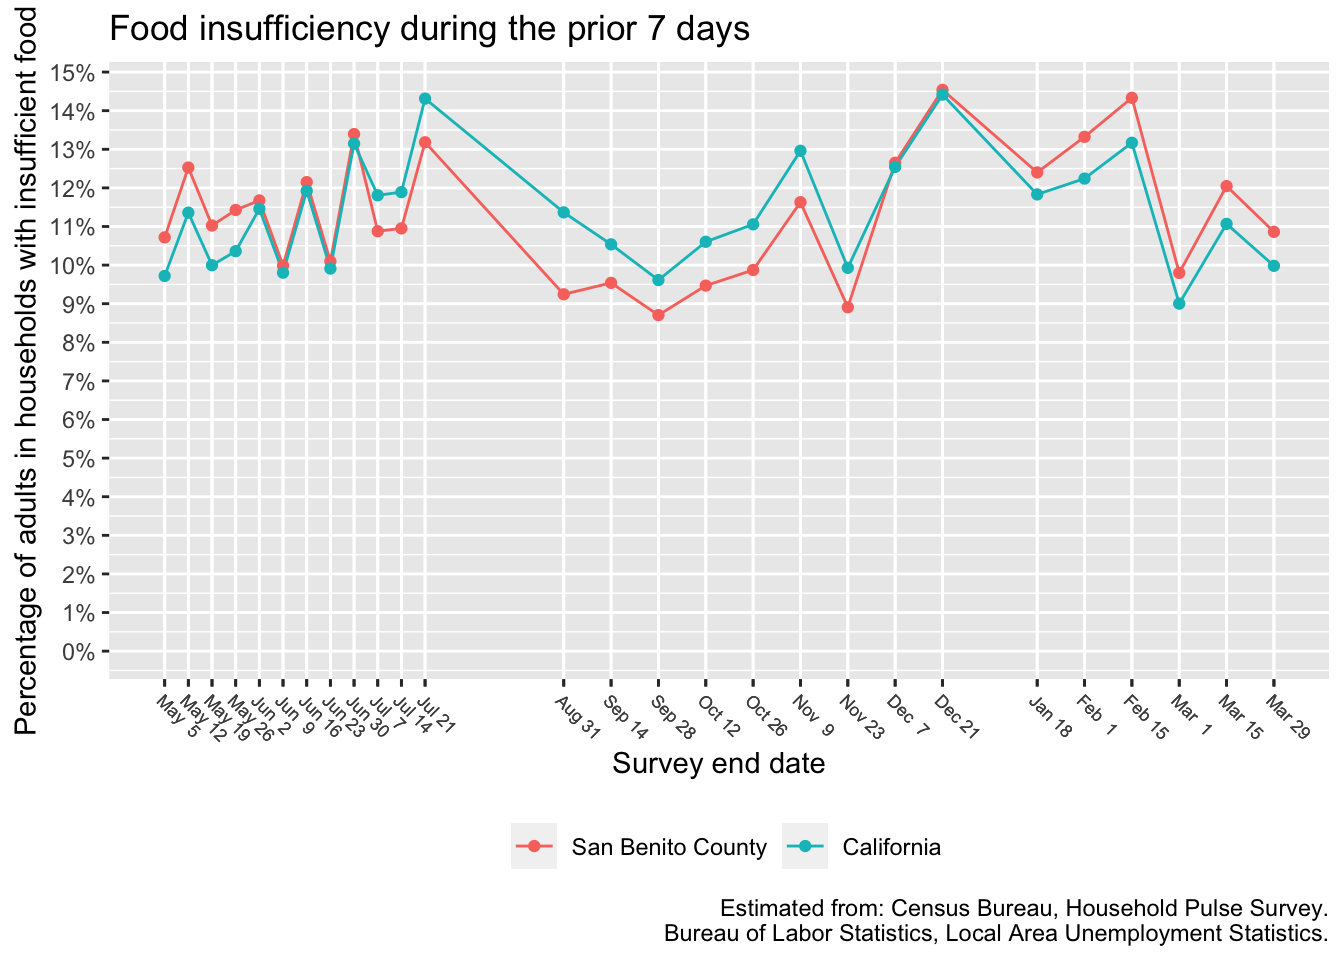 Food insufficiency during the prior 7 days
Percentage of adults in households with insufficient food
15%
14%
13%
12%
11%
10%
9%
8%
7%
6%
5%
4%
3%
2%
1%
0%
May 5
May 12
May 19
May 26
Jun 2
Jun 9
Jun 16
Jun 23
Jun 30
Jul 7
Jul 14
Jul 21
Aug 31
Sep 14
Sep 28
Oct 12
Oct 26
Nov 9
Nov 23
Dec 7
Dec 21
Jan 18
Feb 1
Feb 15
Mar 1
Mar 15
Mar 29
Survey end date
San Benito County
California
Estimated from: Census Bureau, Household Pulse Survey.
Bureau of Labor Statistics, Local Area Unemployment Statistics.